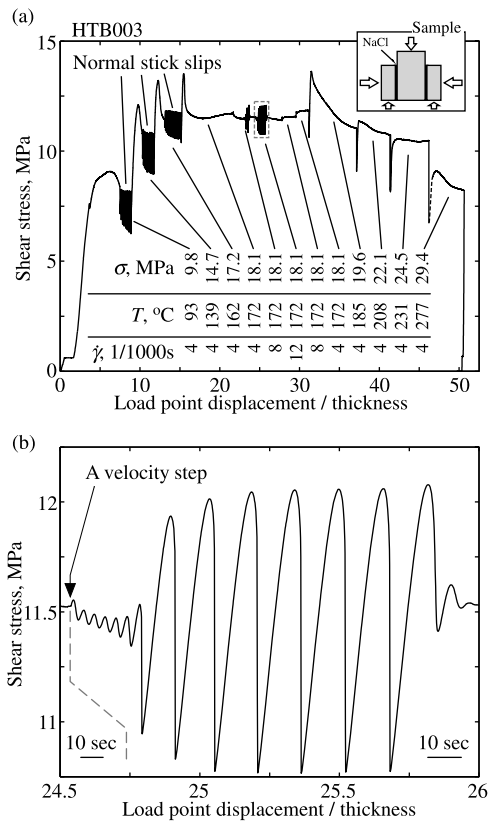 (a)
HTB003
Sample
NaCl
15
10
5
0
Shear stress, MPa
Normal stick slips
σ, MPa 9.8 14.7 17.2 18.1 18.1 18.1 18.1 19.6 22.1 24.5 29.4
T, °C 93 139 162 172 172 172 172 185 208 231 277
γ̇, 1/1000s 4 4 4 4 8 12 8 4 4 4 4
0 10 20 30 40 50
Load point displacement / thickness
(b)
A velocity step
12
11.5
11
Shear stress, MPa
10 sec
10 sec
24.5 25 25.5 26
Load point displacement / thickness